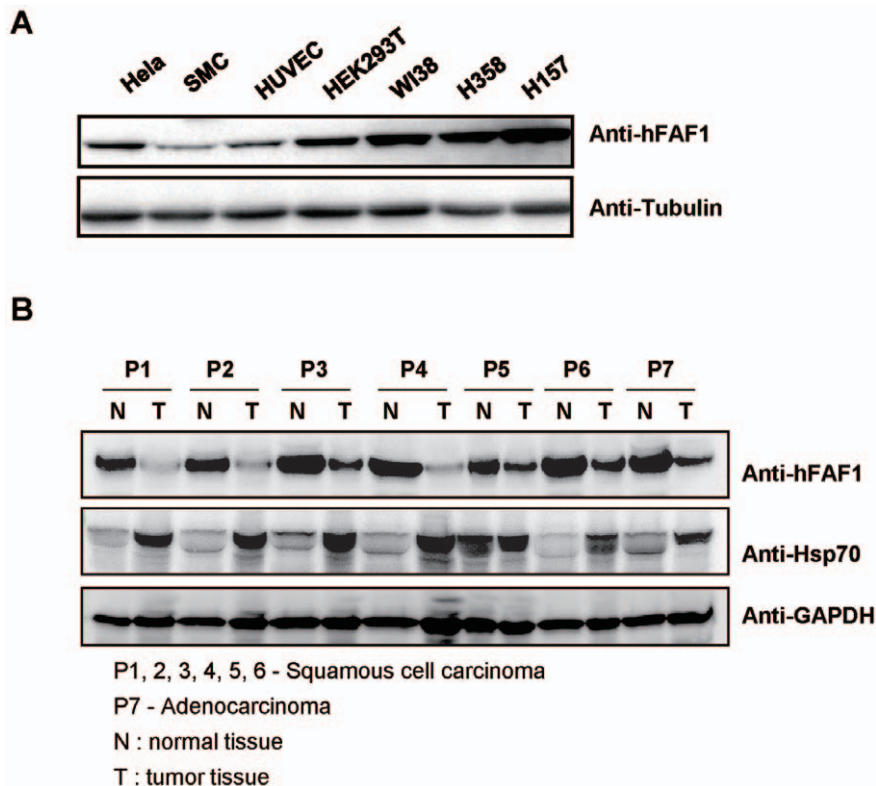 A
Hela SMC HUVEC HEK293T WI38 H358 H157
Anti-hFAF1
Anti-Tubulin
B
P1 P2 P3 P4 P5 P6 P7
N T N T N T N T N T N T N T
Anti-hFAF1
Anti-Hsp70
Anti-GAPDH
P1, 2, 3, 4, 5, 6 - Squamous cell carcinoma
P7 - Adenocarcinoma
N : normal tissue
T : tumor tissue